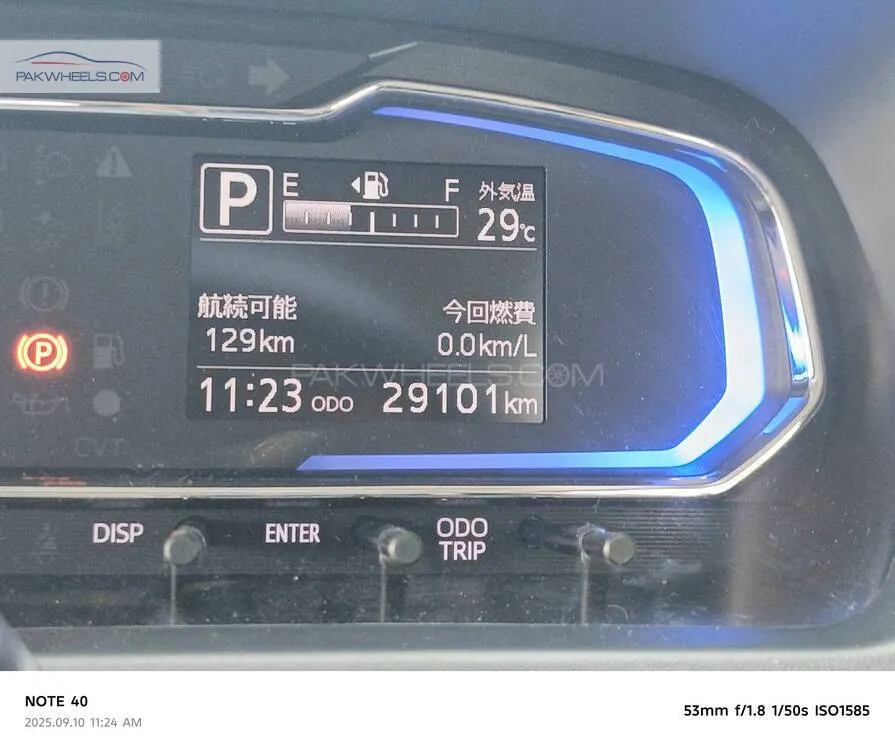 PAKWHEELS.COM
P E F 外気温
29℃
航続可能 今回燃費
129km 0.0km/L
PAKWHEELS.COM
11:23 ODO 29101km
P
CVT
DISP ENTER ODO TRIP
NOTE 40
2025.09.10 11:24 AM
53mm f/1.8 1/50s ISO1585